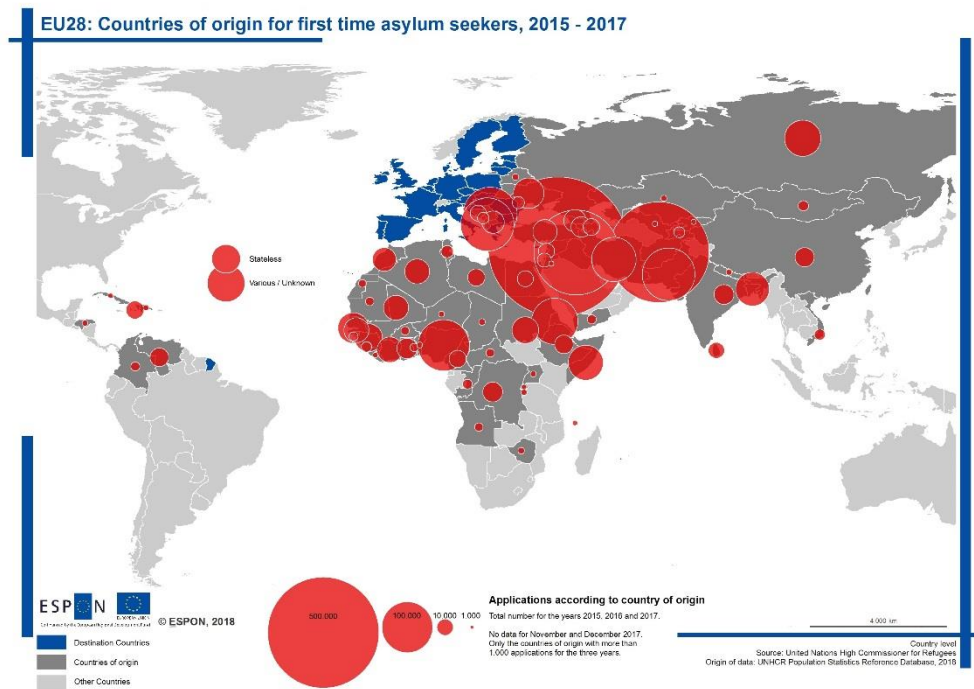 EU28: Countries of origin for first time asylum seekers, 2015 - 2017
Stateless
Various / Unknown
500.000
100.000
10.000
1.000
Applications according to country of origin
Total number for the years 2015, 2016 and 2017.
No data for November and December 2017.
Only the countries of origin with more than
1.000 applications for the three years.
4 000 km
ESPON
EUROPEAN UNION
© ESPON, 2018
Destination Countries
Countries of origin
Other Countries
Country level
Source: United Nations High Commissioner for Refugees
Origin of data: UNHCR Population Statistics Reference Database, 2018